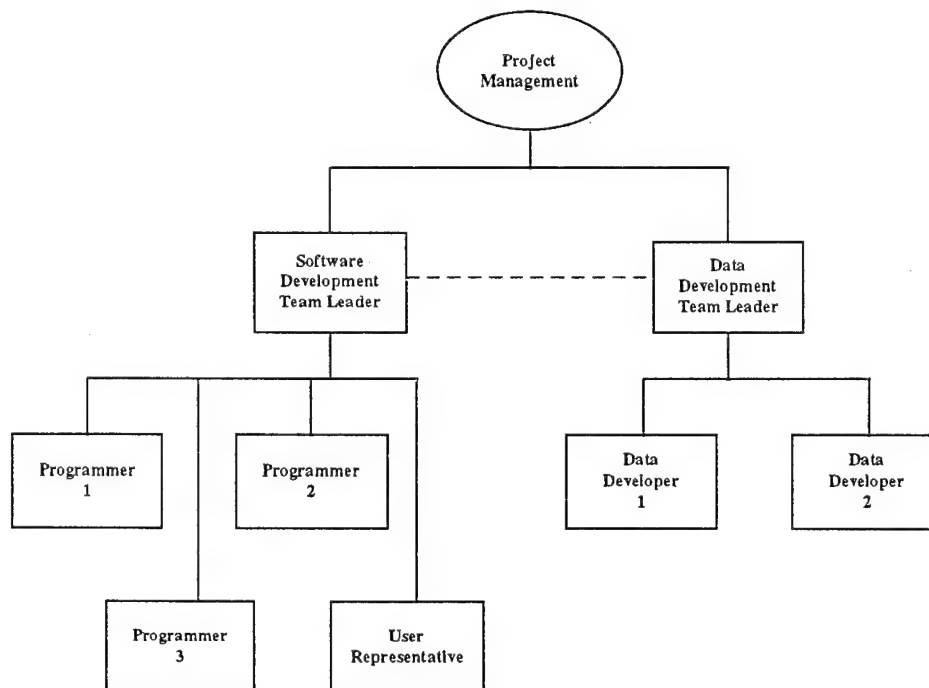 Project
Management
Software
Development
Team Leader
Data
Development
Team Leader
Programmer
1
Programmer
2
Data
Developer
1
Data
Developer
2
Programmer
3
User
Representative